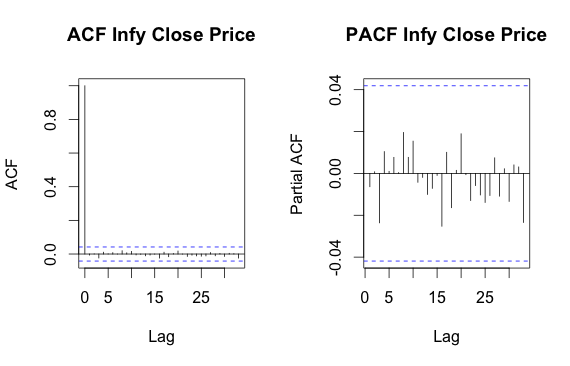 ACF Infy Close Price
ACF
0.8
0.4
0.0
0 5 15 25
Lag
PACF Infy Close Price
Partial ACF
0.04
0.00
-0.04
0 5 15 25
Lag